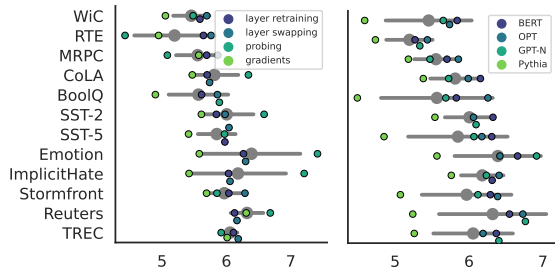 WiC
RTE
MRPC
CoLA
BoolQ
SST-2
SST-5
Emotion
ImplicitHate
Stormfront
Reuters
TREC
layer retraining
layer swapping
probing
gradients
5 6 7
BERT
OPT
GPT-N
Pythia
5 6 7